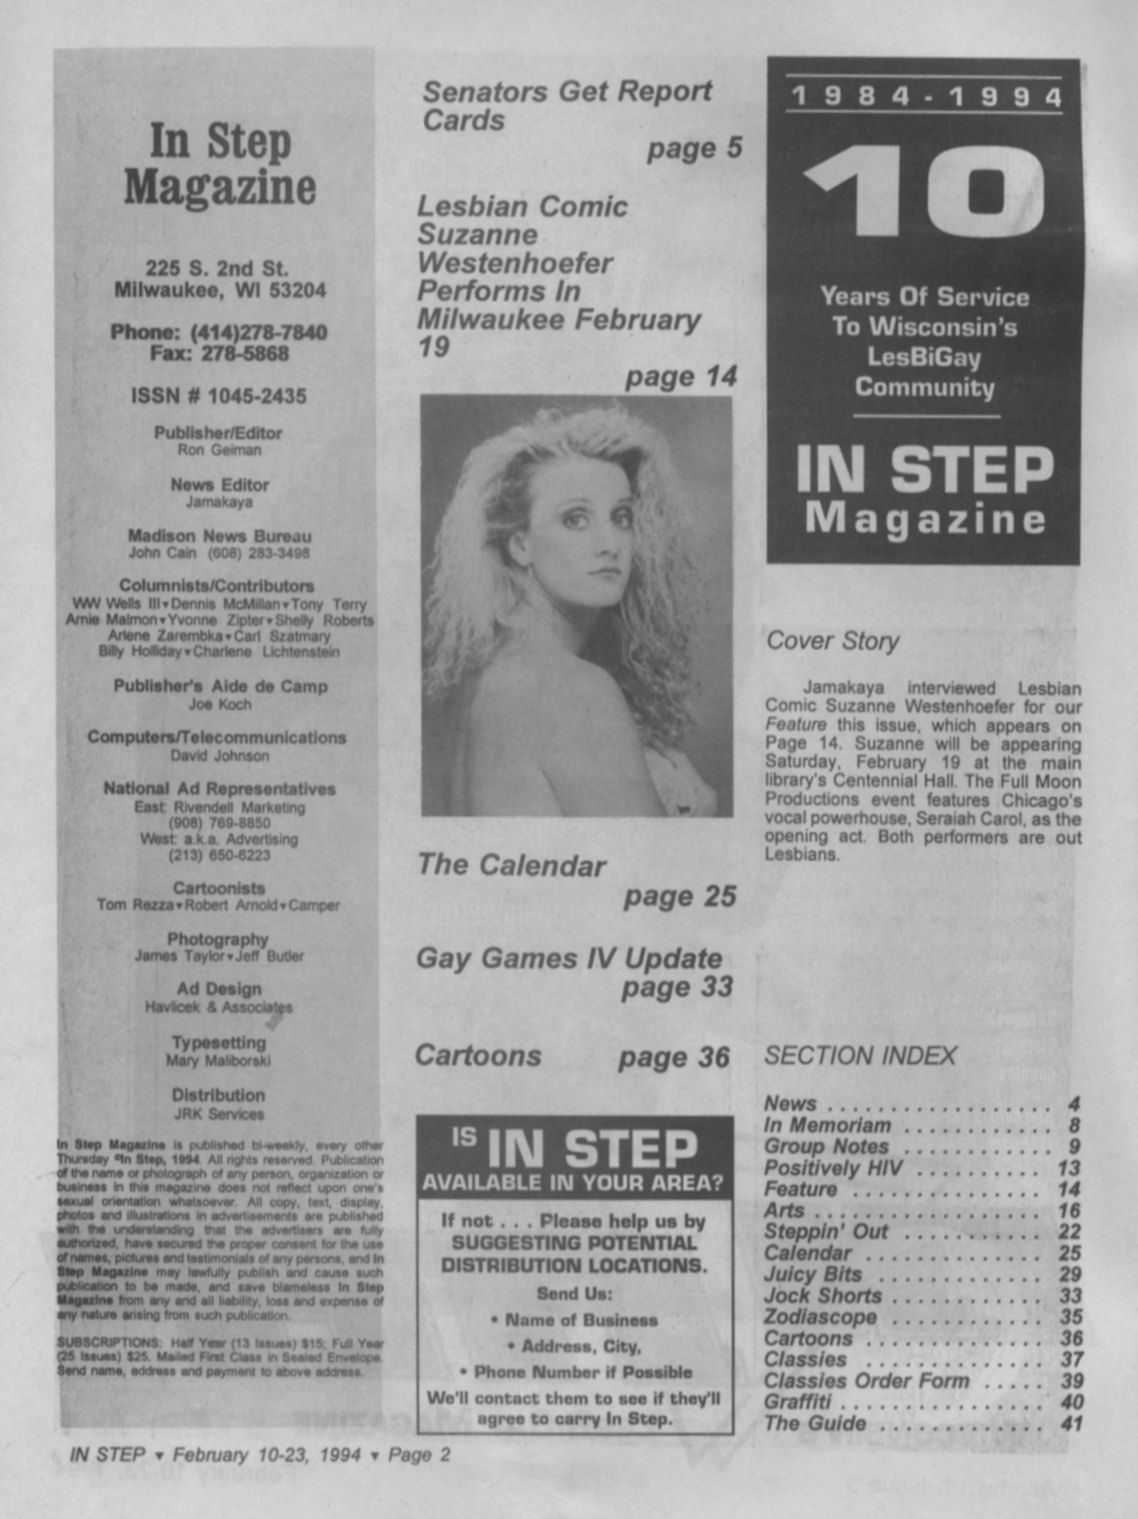 In Step
Magazine
225 S. 2nd St.
Milwaukee, WI 53204
Phone: (414)278-7840
Fax: 278-5868
ISSN # 1045-2435
Publisher/Editor
Ron Geiman
News Editor
Jamakaya
Madison News Bureau
John Cain (608) 283-3498
Columnists/Contributors
WW Wells III▾Dennis McMillan▾Tony Terry
Arnie Malmon▾Yvonne Zipter▾Shelly Roberts
Arlene Zarembka▾Carl Szatmary
Billy Holliday▾Charlene Lichtenstein
Publisher's Aide de Camp
Joe Koch
Computers/Telecommunications
David Johnson
National Ad Representatives
East: Rivendell Marketing
(908) 769-8850
West: a.k.a. Advertising
(213) 650-6223
Cartoonists
Tom Rezza▾Robert Arnold▾Camper
Photography
James Taylor▾Jeff Butler
Ad Design
Havlicek & Associates
Typesetting
Mary Maliborski
Distribution
JRK Services
In Step Magazine is published bi-weekly, every other
Thursday ©In Step, 1994. All rights reserved. Publication
of the name or photograph of any person, organization or
business in this magazine does not reflect upon one's
sexual orientation whatsoever. All copy, text, display,
photos and illustrations in advertisements are published
with the understanding that the advertisers are fully
authorized, have secured the proper consent for the use
of names, pictures and testimonials of any persons, and In
Step Magazine may lawfully publish and cause such
publication to be made, and save blameless In Step
Magazine from any and all liability, loss and expense of
any nature arising from such publication.
SUBSCRIPTIONS: Half Year (13 issues) $15; Full Year
(25 issues) $25. Mailed First Class in Sealed Envelope.
Send name, address and payment to above address.
Senators Get Report
Cards
page 5
Lesbian Comic
Suzanne
Westenhoefer
Performs In
Milwaukee February
19
page 14
The Calendar
page 25
Gay Games IV Update
page 33
Cartoons page 36
IS IN STEP
AVAILABLE IN YOUR AREA?
If not . . . Please help us by
SUGGESTING POTENTIAL
DISTRIBUTION LOCATIONS.
Send Us:
• Name of Business
• Address, City,
• Phone Number if Possible
We'll contact them to see if they'll
agree to carry In Step.
1984-1994
10
Years Of Service
To Wisconsin's
LesBiGay
Community
IN STEP
Magazine
Cover Story
Jamakaya interviewed Lesbian
Comic Suzanne Westenhoefer for our
Feature this issue, which appears on
Page 14. Suzanne will be appearing
Saturday, February 19 at the main
library's Centennial Hall. The Full Moon
Productions event features Chicago's
vocal powerhouse, Seraiah Carol, as the
opening act. Both performers are out
Lesbians.
SECTION INDEX
News . . . . . . . . . . . . . . . . . . 4
In Memoriam . . . . . . . . . . . . 8
Group Notes . . . . . . . . . . . . 9
Positively HIV . . . . . . . . . . 13
Feature . . . . . . . . . . . . . . . 14
Arts . . . . . . . . . . . . . . . . . . 16
Steppin' Out . . . . . . . . . . . 22
Calendar . . . . . . . . . . . . . . 25
Juicy Bits . . . . . . . . . . . . . 29
Jock Shorts . . . . . . . . . . . . 33
Zodiascope . . . . . . . . . . . . 35
Cartoons . . . . . . . . . . . . . . 36
Classies . . . . . . . . . . . . . . 37
Classies Order Form . . . . . 39
Graffiti . . . . . . . . . . . . . . . . 40
The Guide . . . . . . . . . . . . . 41
IN STEP ▾ February 10-23, 1994 ▾ Page 2